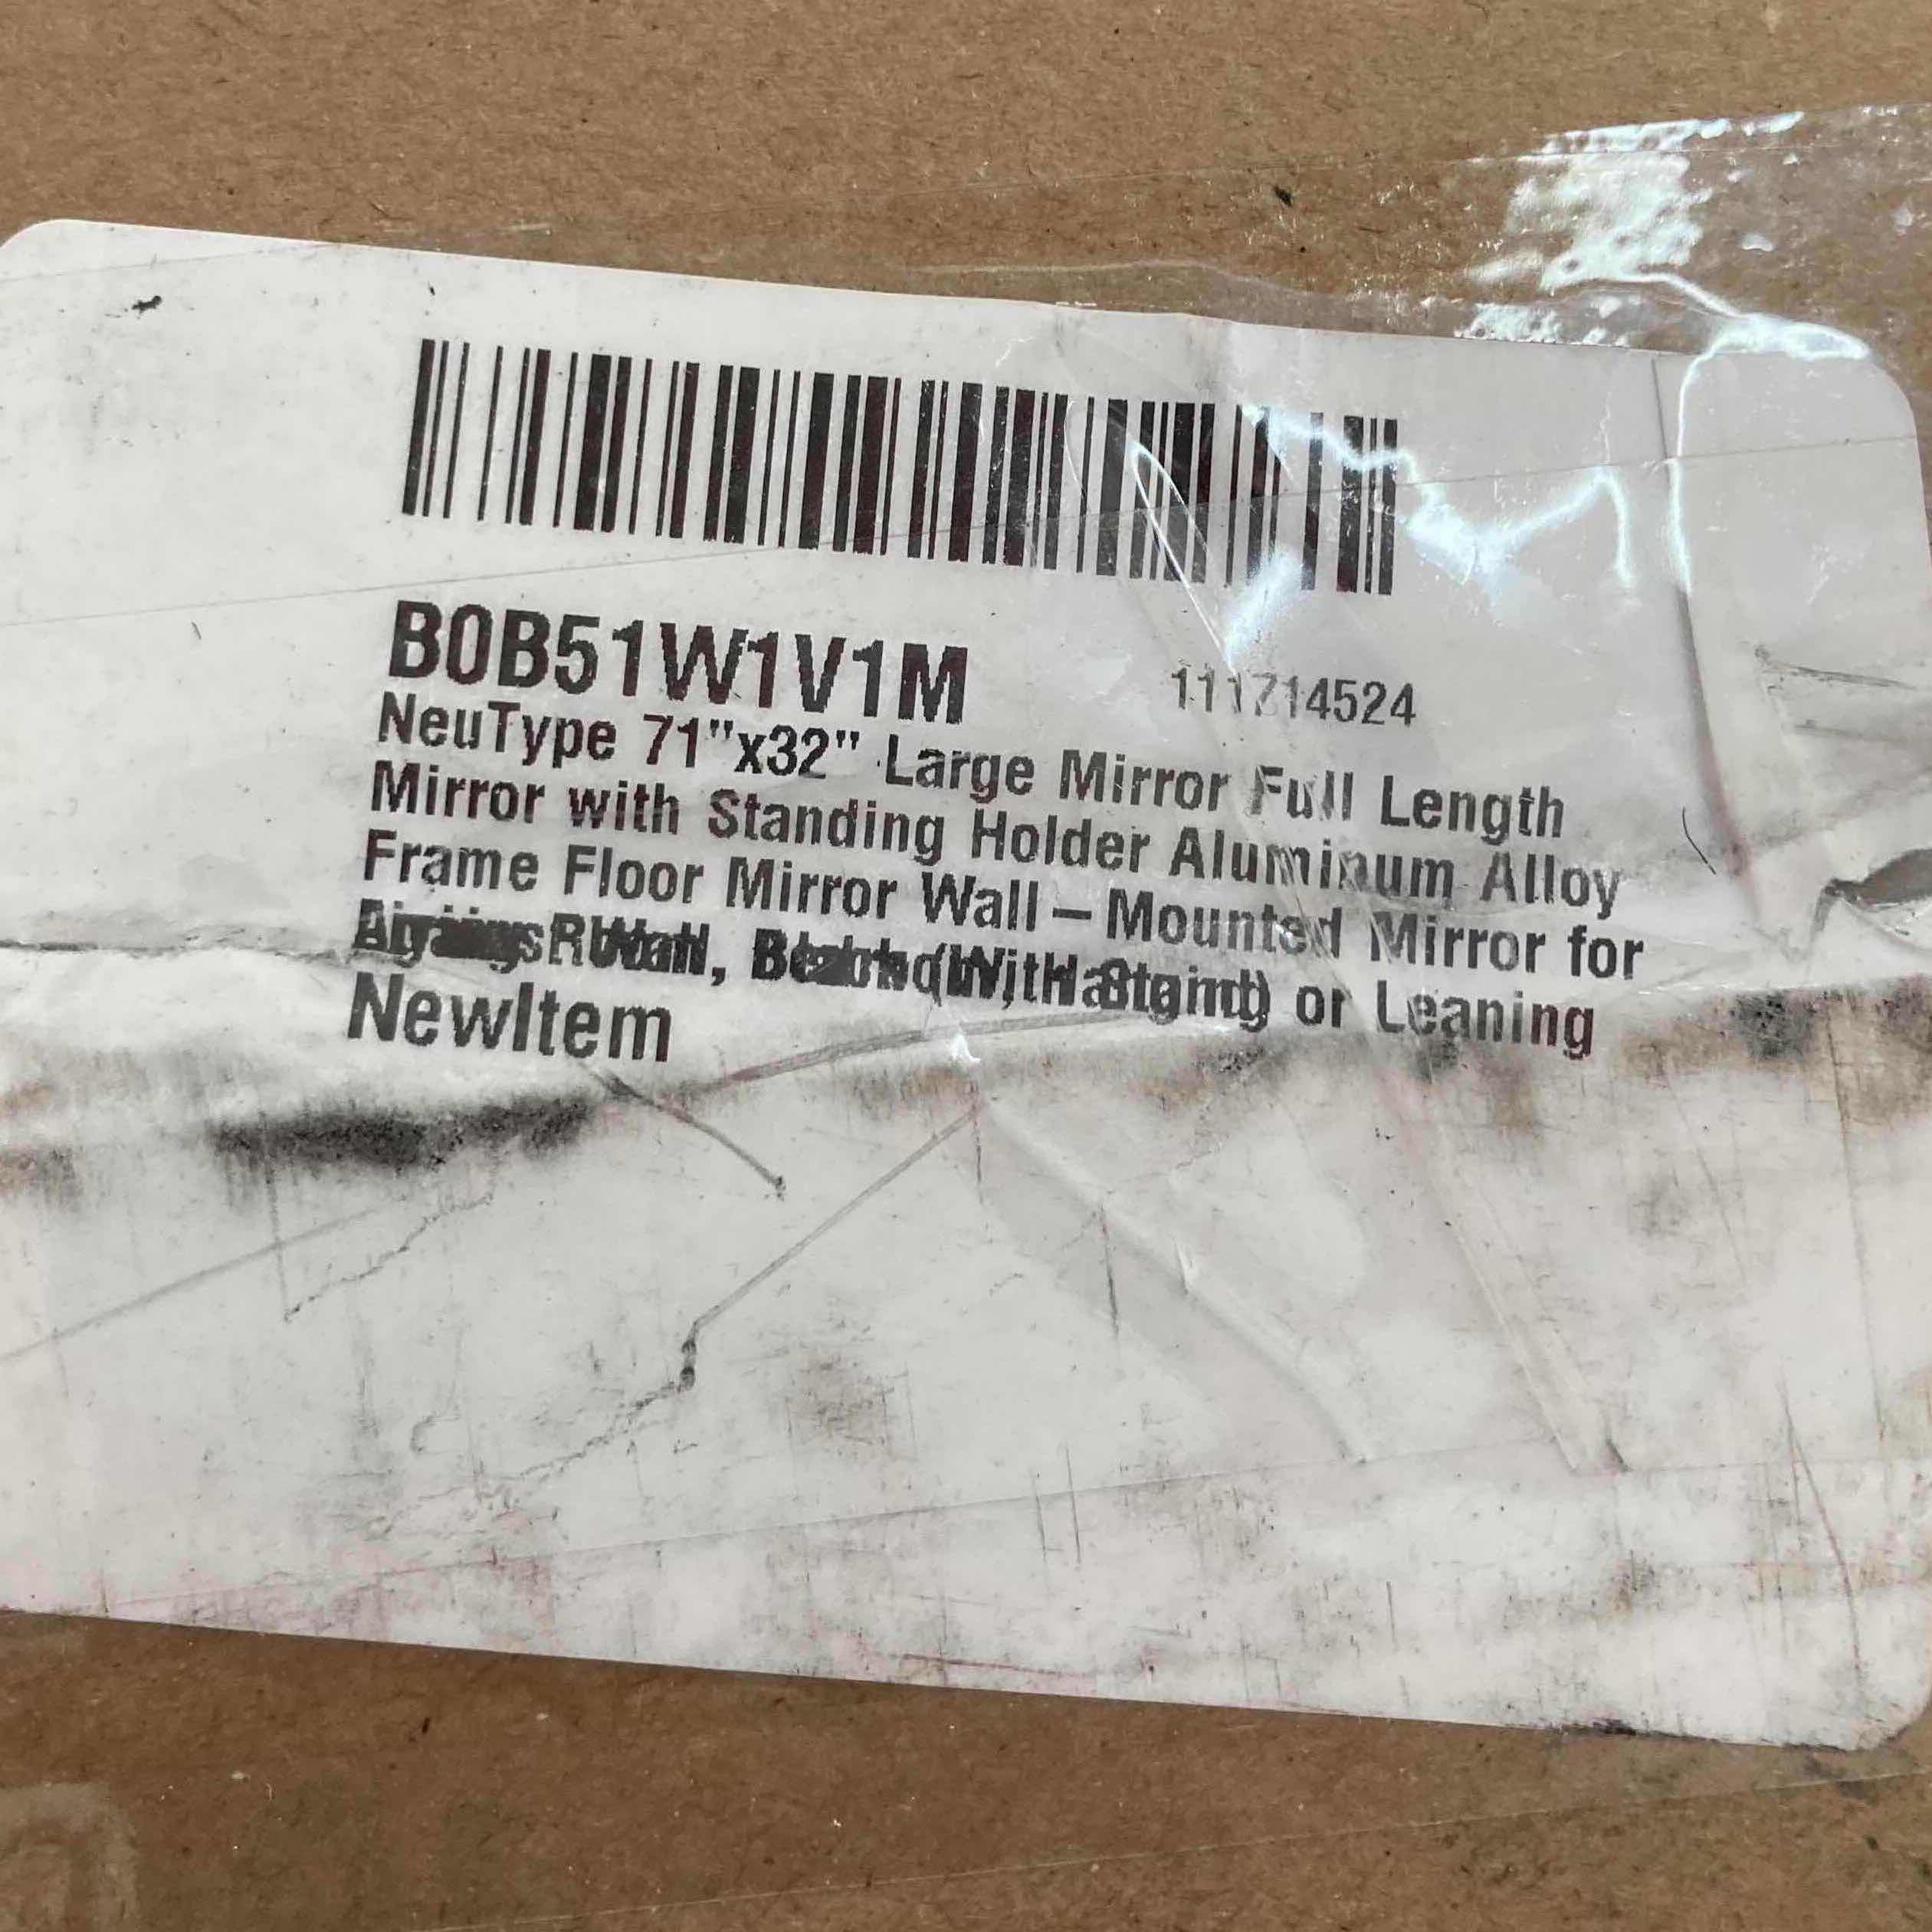 B0B51W1V1M
111714524
NeuType 71"x32" Large Mirror Full Length
Mirror with Standing Holder Aluminum Alloy
Frame Floor Mirror Wall-Mounted Mirror for
or Leaning
NewItem